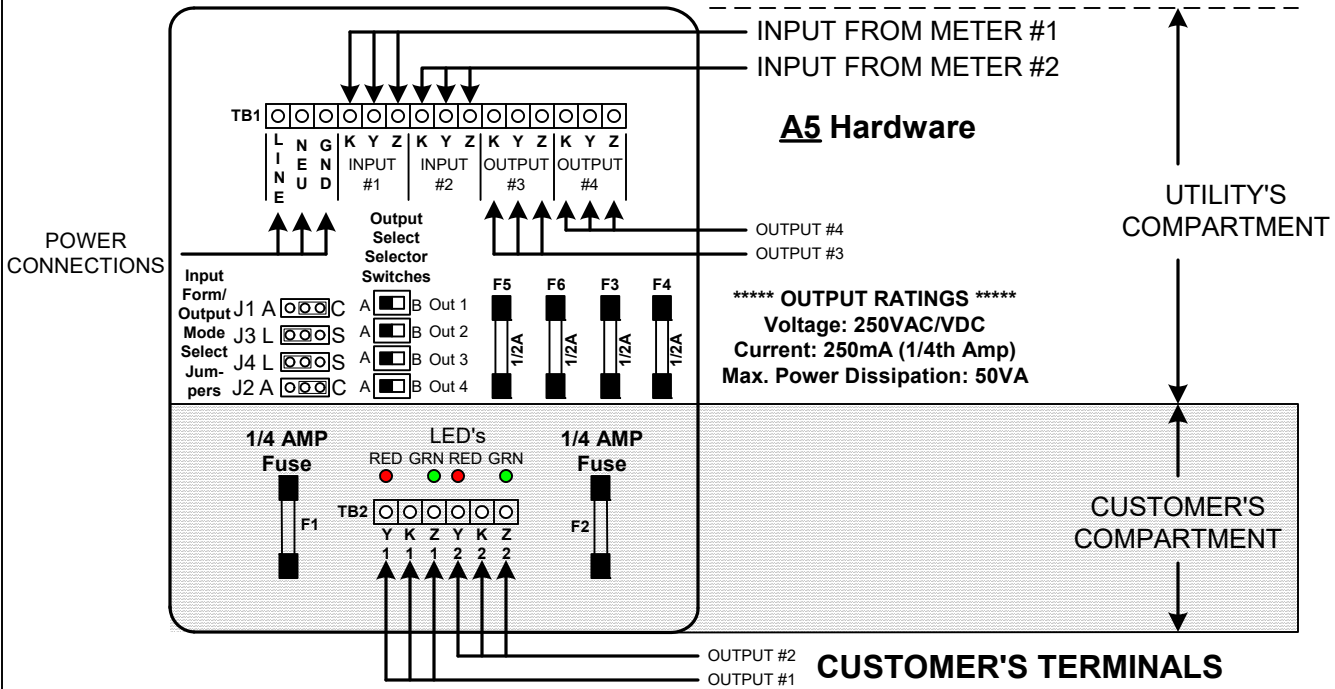 INPUT FROM METER #1
INPUT FROM METER #2
A5 Hardware
TB1
LINE NEU GND K Y Z K Y Z K Y Z K Y Z
INPUT #1
INPUT #2
OUTPUT #3
OUTPUT #4
POWER
CONNECTIONS
OUTPUT #4
OUTPUT #3
UTILITY'S
COMPARTMENT
Input
Form/
Output
Mode
Select
Jum-
pers
J1 A C
J3 L S
J4 L S
J2 A C
Output
Select
Selector
Switches
A B Out 1
A B Out 2
A B Out 3
A B Out 4
F5 F6 F3 F4
1/2A 1/2A 1/2A 1/2A
***** OUTPUT RATINGS *****
Voltage: 250VAC/VDC
Current: 250mA (1/4th Amp)
Max. Power Dissipation: 50VA
1/4 AMP
Fuse
F1
LED's
RED GRN RED GRN
TB2
Y K Z Y K Z
1 1 1 2 2 2
1/4 AMP
Fuse
F2
CUSTOMER'S
COMPARTMENT
OUTPUT #2
OUTPUT #1
CUSTOMER'S TERMINALS